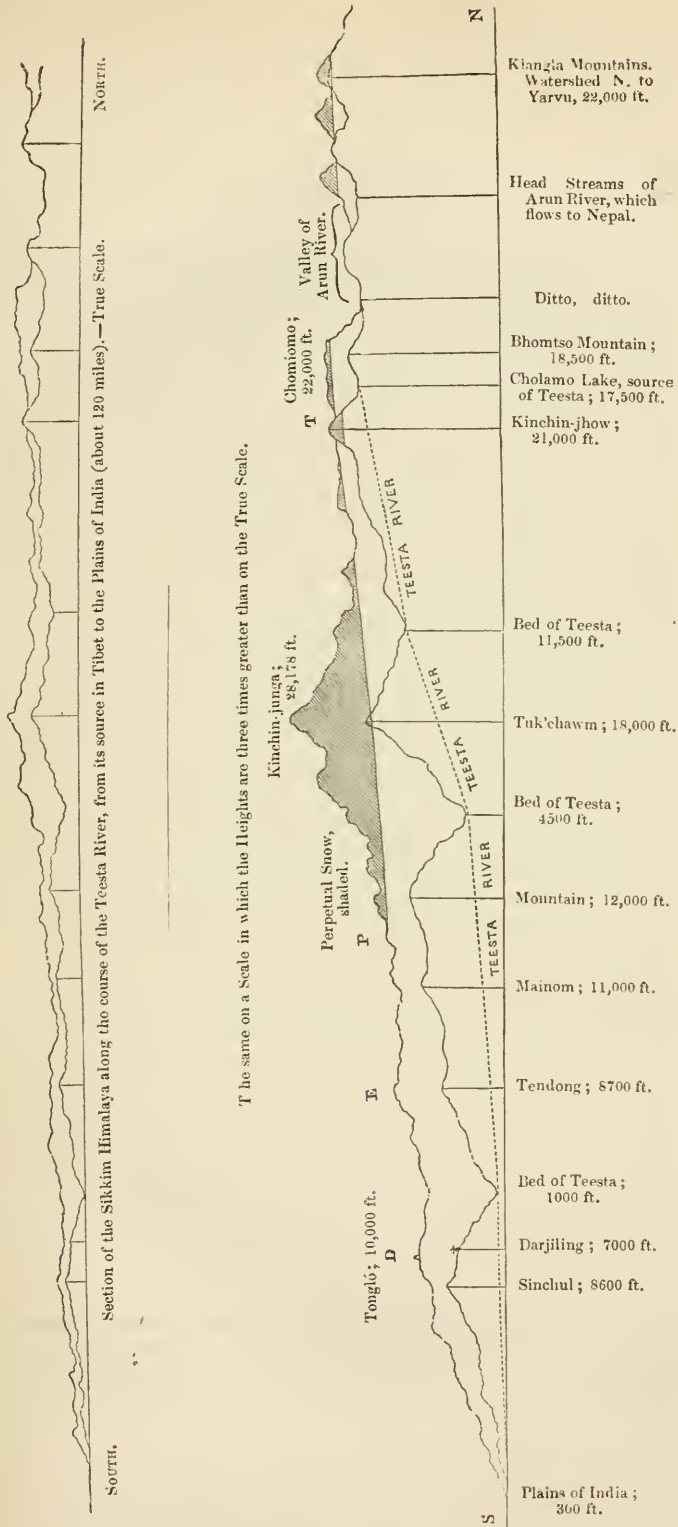 SOUTH.
NORTH.
Section of the Sikkim Himalaya along the course of the Teesta River, from its source in Tibet to the Plains of India (about 120 miles).—True Scale.
The same on a Scale in which the Heights are three times greater than on the True Scale.
N
Kiangla Mountains.
Watershed N. to
Yarvu, 22,000 ft.
Head Streams of
Arun River, which
flows to Nepal.
Valley of
Arun River.
Ditto, ditto.
Chomiomo;
22,000 ft.
Bhomtso Mountain;
18,500 ft.
Cholamo Lake, source
of Teesta; 17,500 ft.
T
Kinchin-jhow;
21,000 ft.
TEESTA RIVER
Kinchin-junga;
28,178 ft.
Bed of Teesta;
11,500 ft.
Tuk'chawm; 18,000 ft.
TEESTA RIVER
Perpetual Snow,
shaded.
Bed of Teesta;
4500 ft.
P
Mountain; 12,000 ft.
TEESTA RIVER
Mainom; 11,000 ft.
E
Tendong; 8700 ft.
Bed of Teesta;
1000 ft.
Tongló; 10,000 ft.
D
Darjiling; 7000 ft.
Sinchul; 8600 ft.
Plains of India;
300 ft.
S